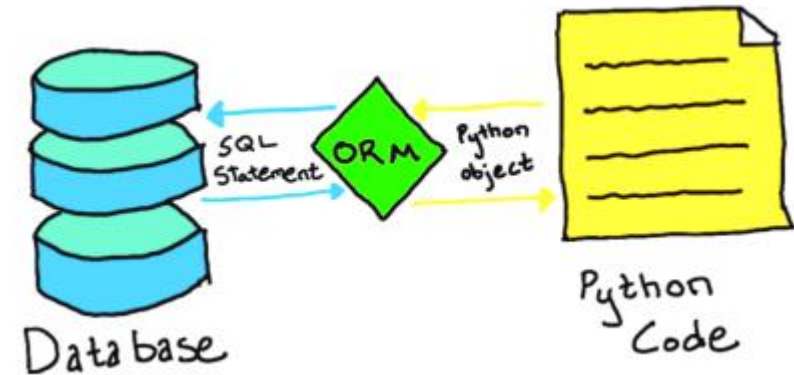 SQL
Statement
ORM
Python
object
Database
Python
Code